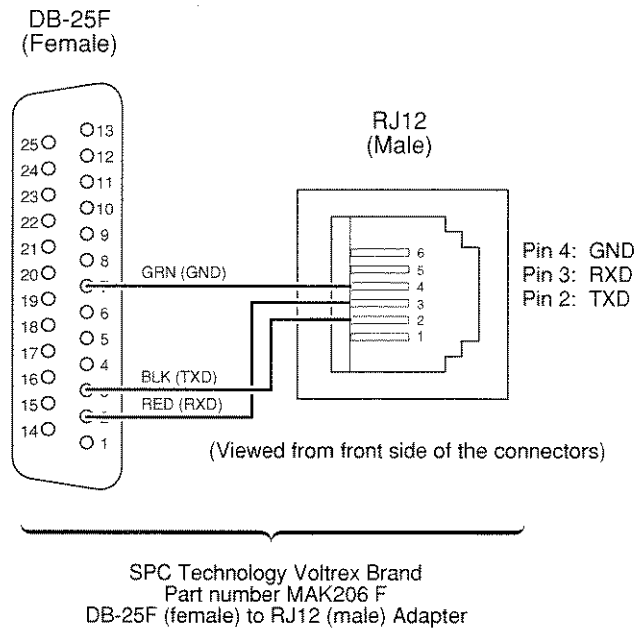 DB-25F
(Female)
RJ12
(Male)
13
25
12
24
11
23
10
22
9
21
8
20
GRN (GND)
19
6
18
5
17
4
16
BLK (TXD)
15
RED (RXD)
14
1
6
5
4
3
2
1
Pin 4: GND
Pin 3: RXD
Pin 2: TXD
(Viewed from front side of the connectors)
SPC Technology Voltrex Brand
Part number MAK206 F
DB-25F (female) to RJ12 (male) Adapter